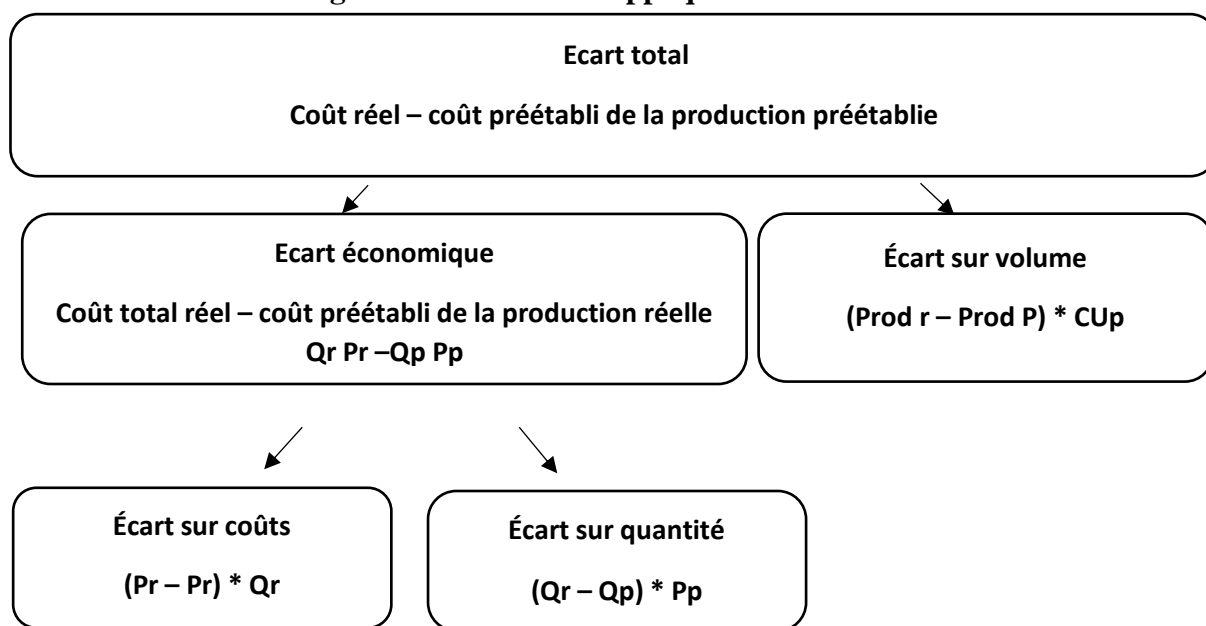 Ecart total
Coût réel – coût préétabli de la production préétablie
Ecart économique
Coût total réel – coût préétabli de la production réelle
Qr Pr –Qp Pp
Écart sur volume
(Prod r – Prod P) * CUp
Écart sur coûts
(Pr – Pr) * Qr
Écart sur quantité
(Qr – Qp) * Pp